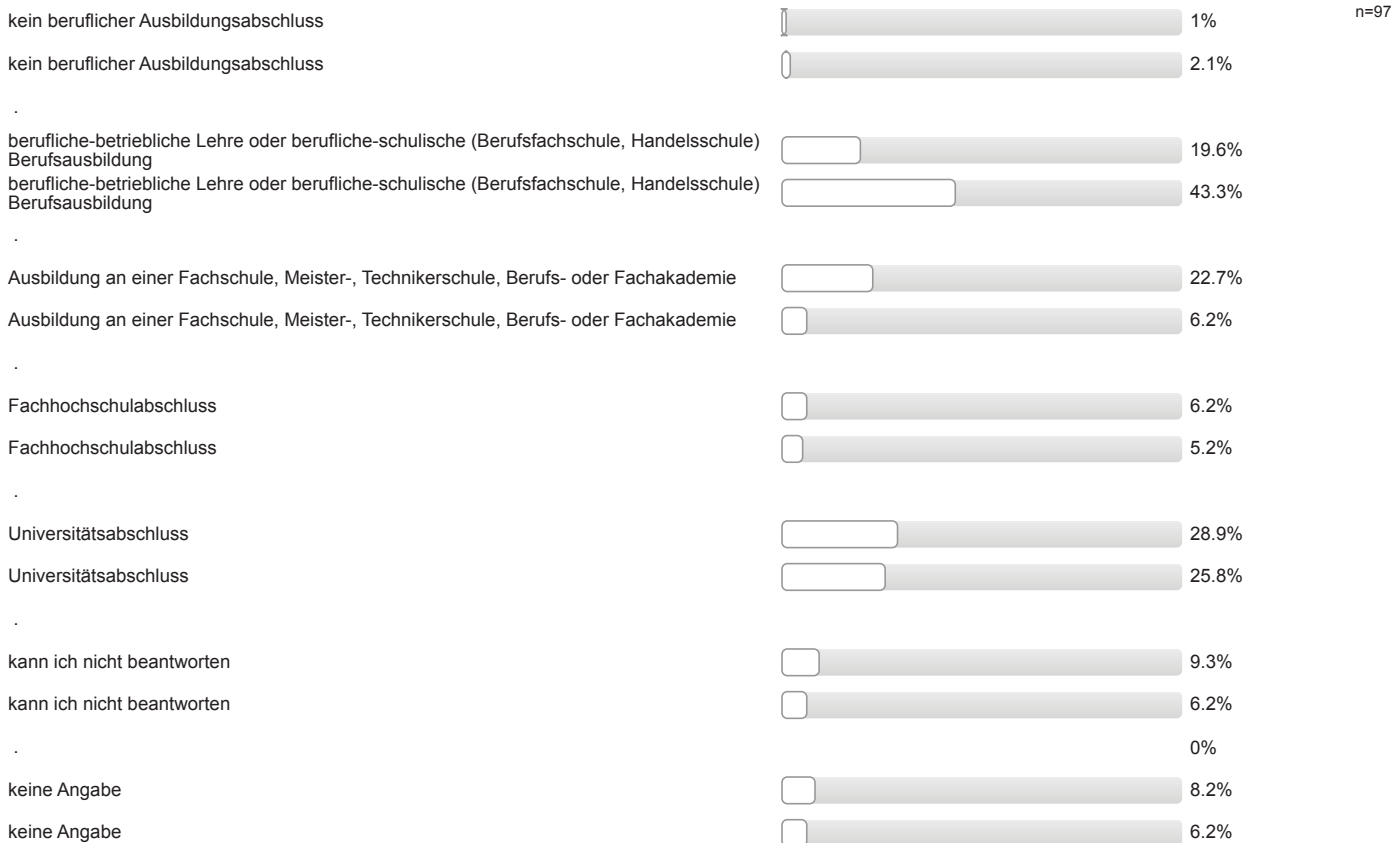 kein beruflicher Ausbildungsabschluss 1% n=97
kein beruflicher Ausbildungsabschluss 2.1%
.
berufliche-betriebliche Lehre oder berufliche-schulische (Berufsfachschule, Handelsschule)
Berufsausbildung 19.6%
berufliche-betriebliche Lehre oder berufliche-schulische (Berufsfachschule, Handelsschule)
Berufsausbildung 43.3%
.
Ausbildung an einer Fachschule, Meister-, Technikerschule, Berufs- oder Fachakademie 22.7%
Ausbildung an einer Fachschule, Meister-, Technikerschule, Berufs- oder Fachakademie 6.2%
.
Fachhochschulabschluss 6.2%
Fachhochschulabschluss 5.2%
.
Universitätsabschluss 28.9%
Universitätsabschluss 25.8%
.
kann ich nicht beantworten 9.3%
kann ich nicht beantworten 6.2%
. 0%
keine Angabe 8.2%
keine Angabe 6.2%